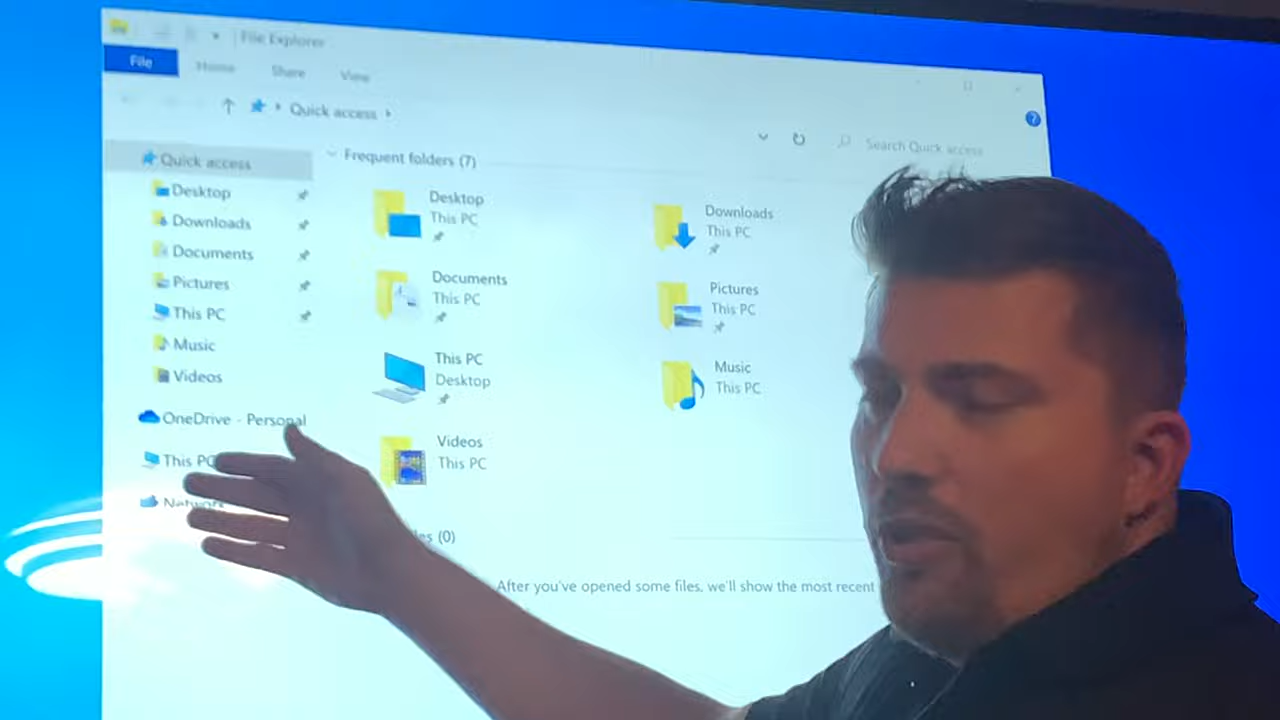 File Explorer
File
Home
Share
View
Quick access
Search Quick access
Quick access
Desktop
Downloads
Documents
Pictures
This PC
Music
Videos
OneDrive - Personal
This PC
Network
Frequent folders (7)
Desktop
This PC
Downloads
This PC
Documents
This PC
Pictures
This PC
This PC
Desktop
Music
This PC
Videos
This PC
(0)
After you've opened some files, we'll show the most recent